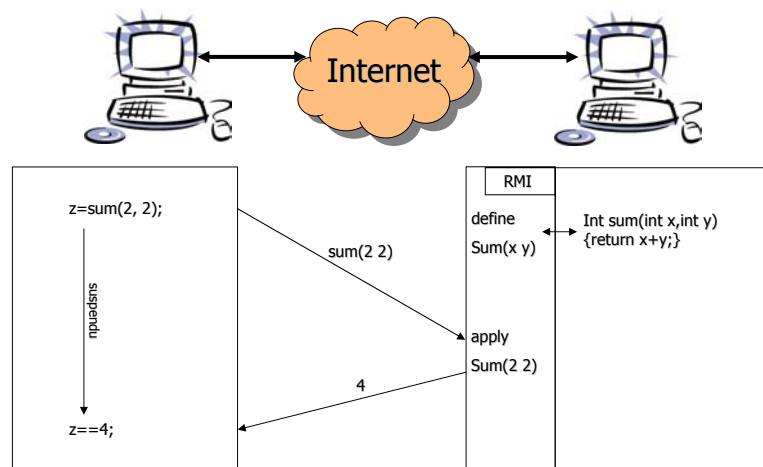 Internet
RMI
z=sum(2, 2);
define
Int sum(int x,int y)
{return x+y;}
Sum(x y)
sum(2 2)
suspendu
apply
Sum(2 2)
4
z==4;